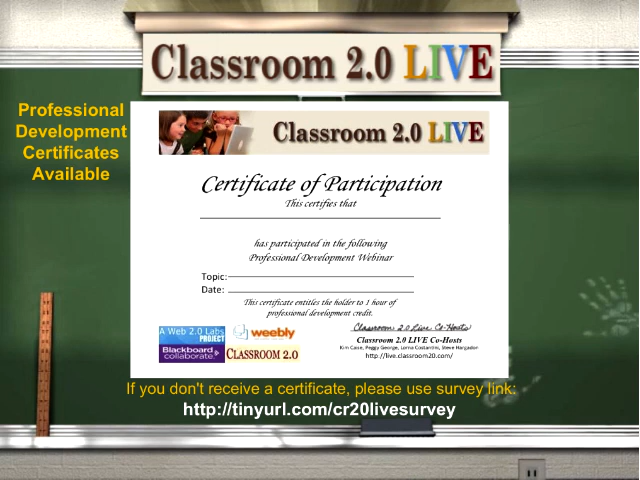 Classroom 2.0 LIVE
Professional
Development
Certificates
Available
Classroom 2.0 LIVE
Certificate of Participation
This certifies that
has participated in the following
Professional Development Webinar
Topic:
Date:
This certificate entitles the holder to 1 hour of
professional development credit.
A Web 2.0 Labs
PROJECT
weebly
Blackboard
collaborate
CLASSROOM 2.0
Classroom 2.0 Live Co-Hosts
Classroom 2.0 LIVE Co-Hosts
Kim Caise, Peggy George, Lorna Costantini, Steve Hargadon
http://live.classroom20.com/
If you don't receive a certificate, please use survey link:
http://tinyurl.com/cr20livesurvey